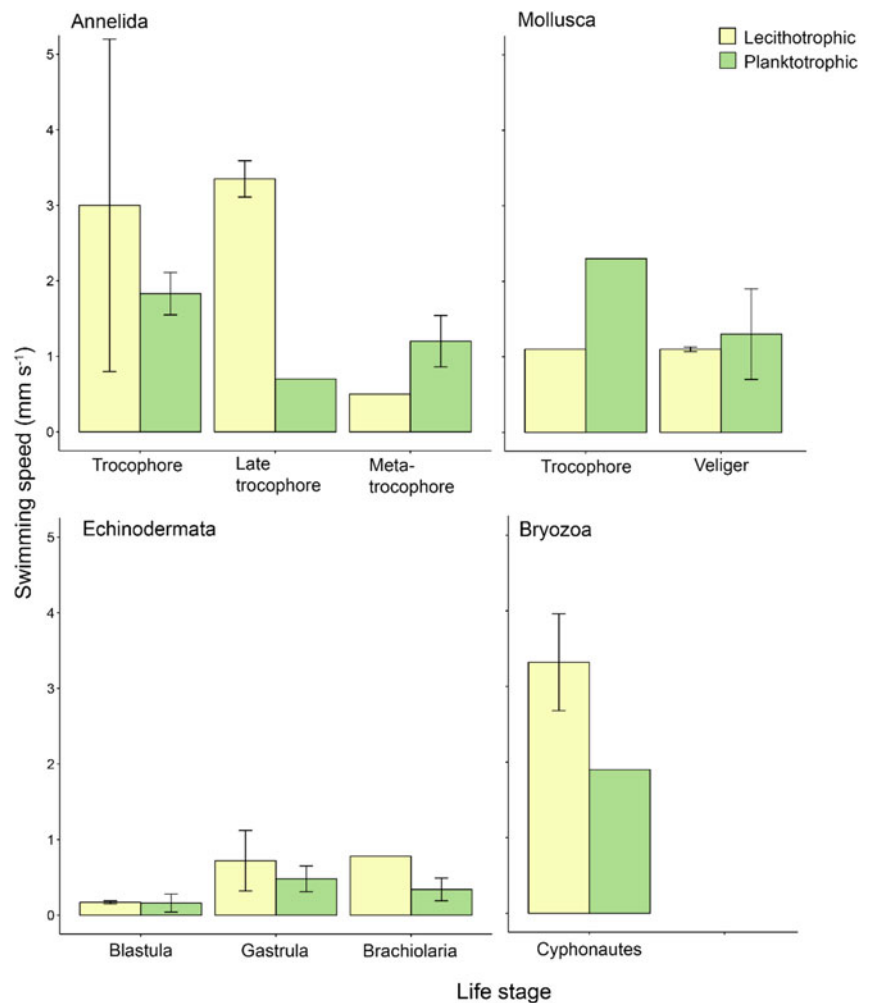 Annelida
Mollusca
Lecithotrophic
Planktotrophic
5
4
3
2
1
0
Trocophore
Late
trocophore
Meta-
trocophore
Trocophore
Veliger
Swimming speed (mm s⁻¹)
Echinodermata
Bryozoa
5
4
3
2
1
0
Blastula
Gastrula
Brachiolaria
Cyphonautes
Life stage